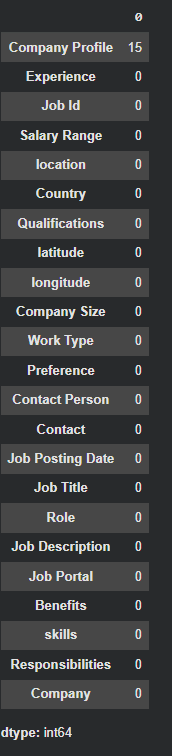 0
Company Profile 15
Experience 0
Job Id 0
Salary Range 0
location 0
Country 0
Qualifications 0
latitude 0
longitude 0
Company Size 0
Work Type 0
Preference 0
Contact Person 0
Contact 0
Job Posting Date 0
Job Title 0
Role 0
Job Description 0
Job Portal 0
Benefits 0
skills 0
Responsibilities 0
Company 0
dtype: int64